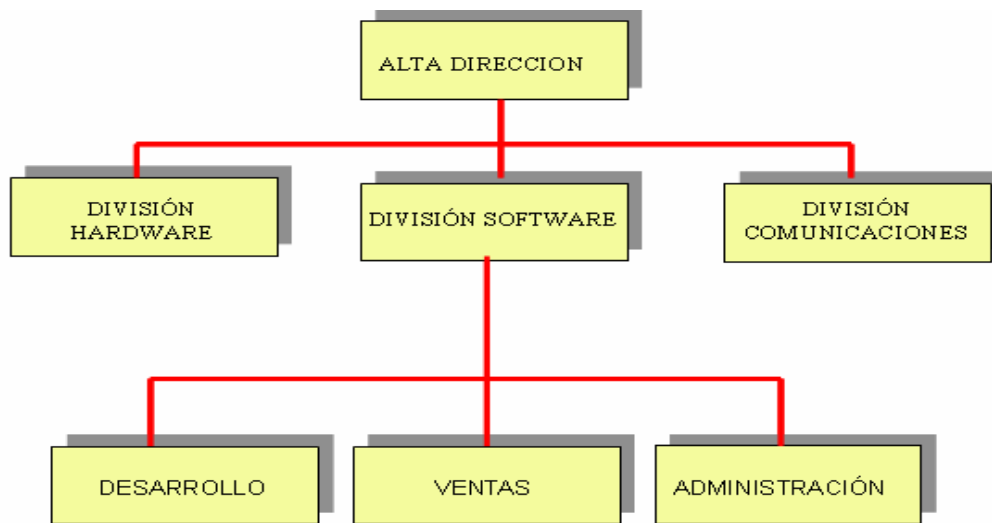 ALTA DIRECCION
DIVISIÓN
HARDWARE
DIVISIÓN SOFTWARE
DIVISIÓN
COMUNICACIONES
DESARROLLO
VENTAS
ADMINISTRACIÓN